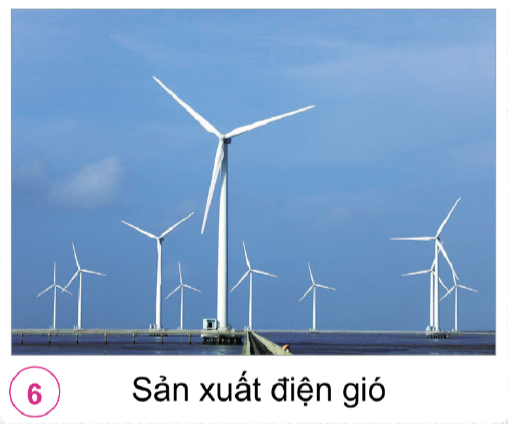 6
Sản xuất điện gió